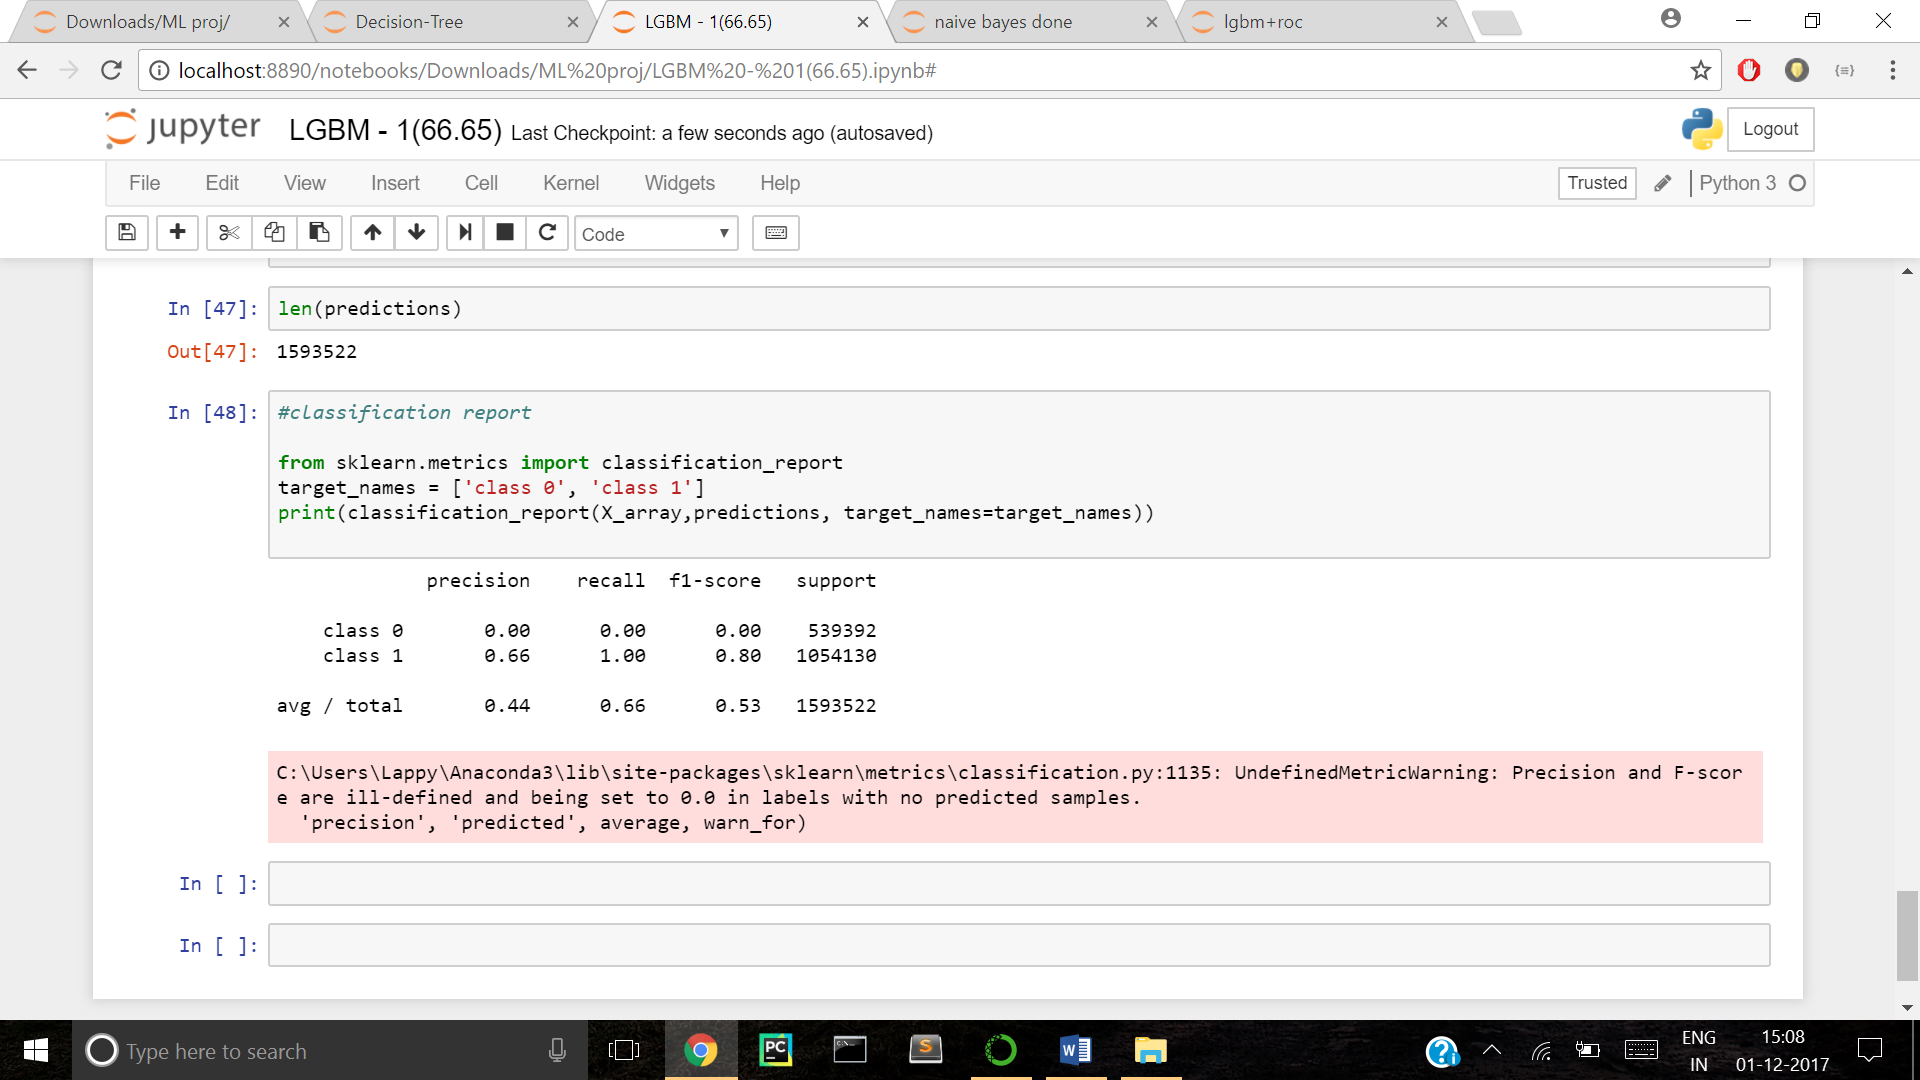 Downloads/ML proj/ Decision-Tree LGBM - 1(66.65) naive bayes done lgbm+roc
localhost:8890/notebooks/Downloads/ML%20proj/LGBM%20-%201(66.65).ipynb#
jupyter LGBM - 1(66.65) Last Checkpoint: a few seconds ago (autosaved) Logout
File Edit View Insert Cell Kernel Widgets Help Trusted Python 3
Code
In [47]: len(predictions)
Out[47]: 1593522
In [48]: #classification report
from sklearn.metrics import classification_report
target_names = ['class 0', 'class 1']
print(classification_report(X_array,predictions, target_names=target_names))
precision recall f1-score support
class 0 0.00 0.00 0.00 539392
class 1 0.66 1.00 0.80 1054130
avg / total 0.44 0.66 0.53 1593522
C:\Users\Lappy\Anaconda3\lib\site-packages\sklearn\metrics\classification.py:1135: UndefinedMetricWarning: Precision and F-scor
e are ill-defined and being set to 0.0 in labels with no predicted samples.
'precision', 'predicted', average, warn_for)
In [ ]:
In [ ]:
Type here to search PC S W ENG 15:08
IN 01-12-2017